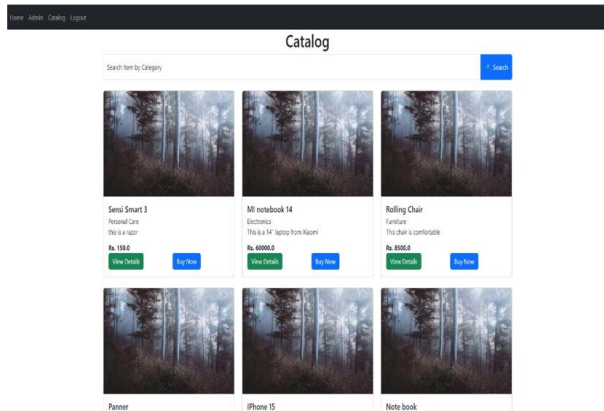 Home Admin Catalog Logout
Catalog
Search Item by Category
Search
Sensi Smart 3
Personal Care
this is a razor
Rs. 150.0
View Details Buy Now
MI notebook 14
Electronics
This is a 14" laptop from Xiaomi
Rs. 60000.0
View Details Buy Now
Rolling Chair
Furniture
This chair is comfortable
Rs. 8500.0
View Details Buy Now
Panner
iPhone 15
Note book